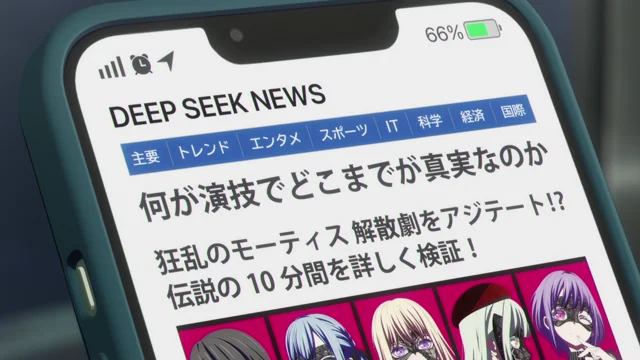 66%
DEEP SEEK NEWS
主要 トレンド エンタメ スポーツ IT 科学 経済 国際
何が演技でどこまでが真実なのか
狂乱のモーティス 解散劇をアジテート!?
伝説の10分間を詳しく検証！